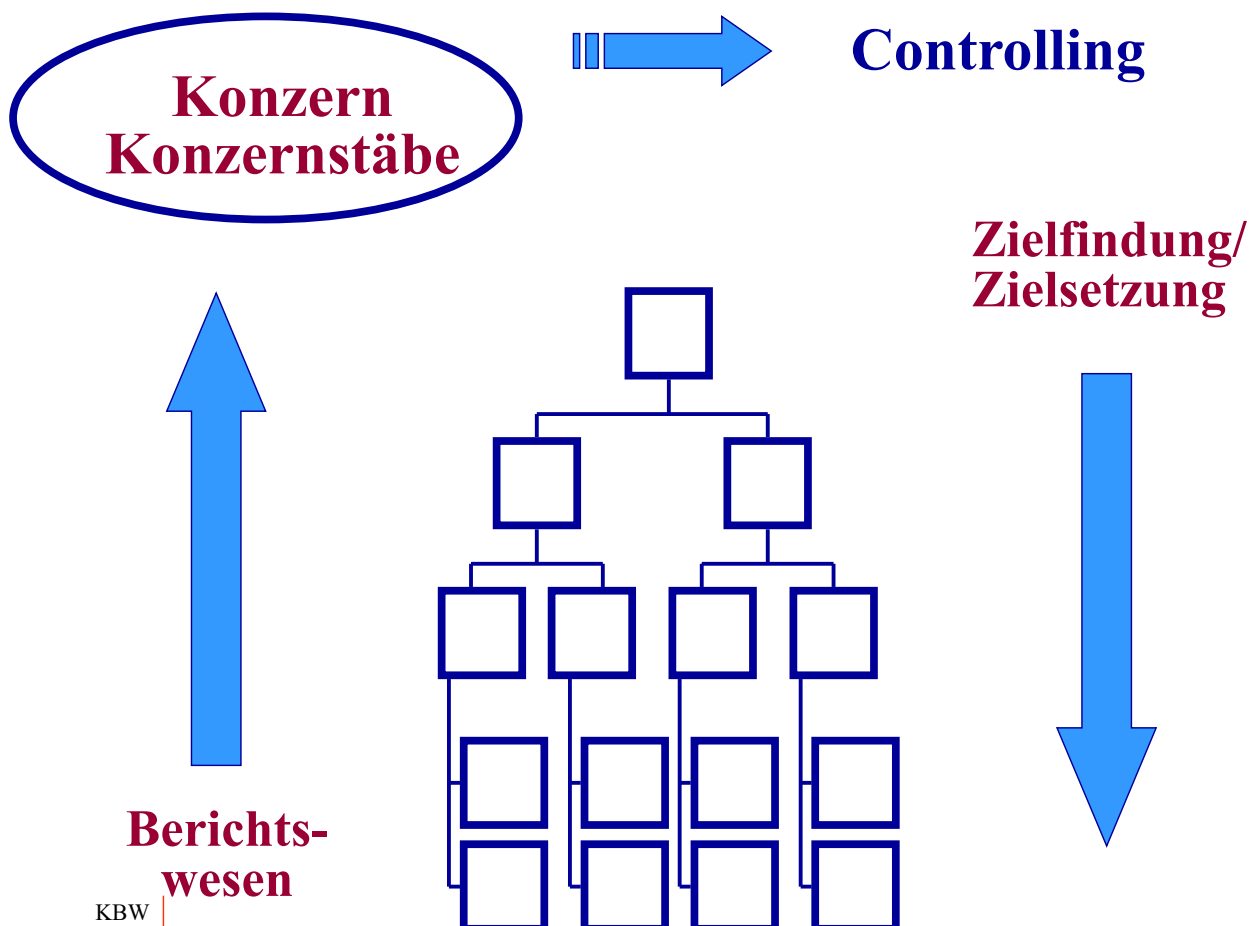 Konzern
Konzernstäbe
Controlling
Zielfindung/
Zielsetzung
Berichts-
wesen
KBW